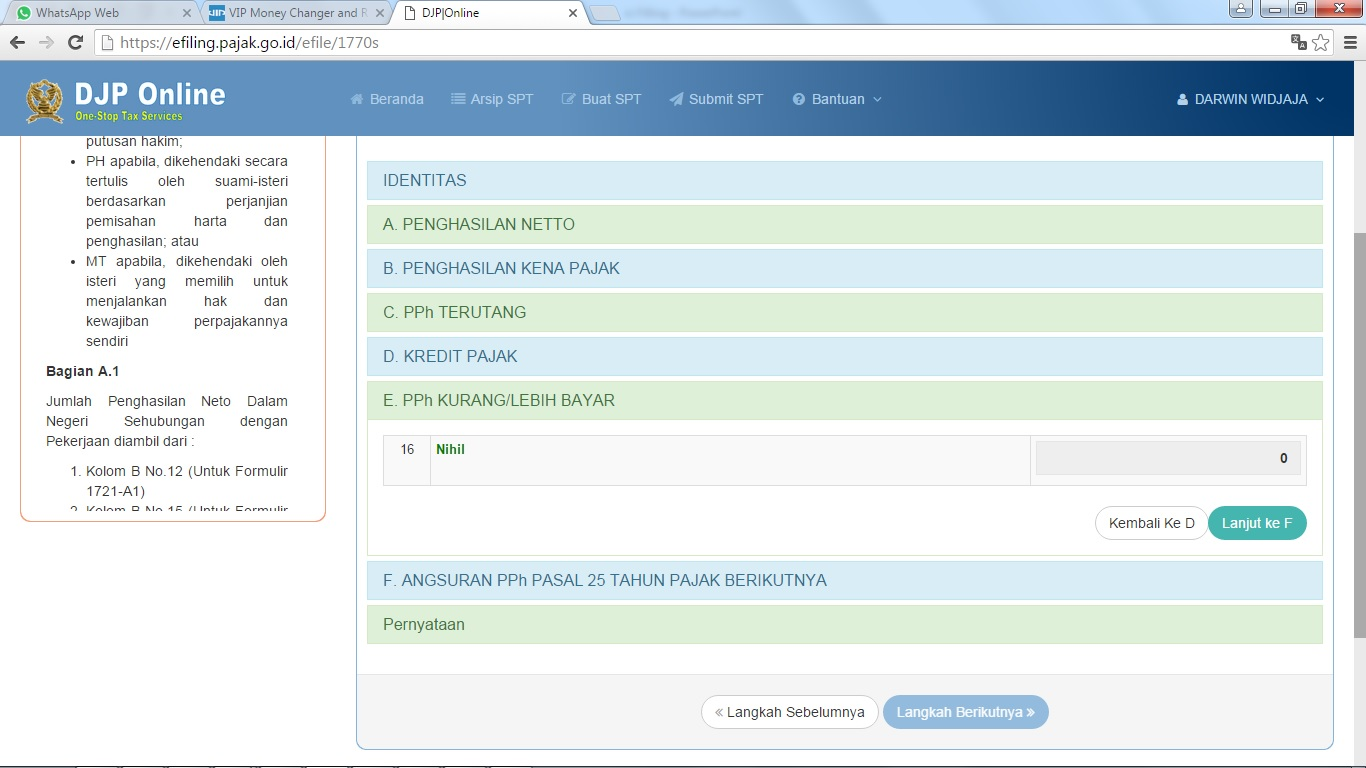 WhatsApp Web
VIP Money Changer and R
DJP|Online
https://efiling.pajak.go.id/efile/1770s
DJP Online
One-Stop Tax Services
Beranda
Arsip SPT
Buat SPT
Submit SPT
Bantuan
DARWIN WIDJAJA
putusan hakim;
• PH apabila, dikehendaki secara
tertulis oleh suami-isteri
berdasarkan perjanjian
pemisahan harta dan
penghasilan; atau
• MT apabila, dikehendaki oleh
isteri yang memilih untuk
menjalankan hak dan
kewajiban perpajakannya
sendiri
Bagian A.1
Jumlah Penghasilan Neto Dalam
Negeri Sehubungan dengan
Pekerjaan diambil dari :
1. Kolom B No.12 (Untuk Formulir
1721-A1)
2. Kolom B No.15 (Untuk Formulir
IDENTITAS
A. PENGHASILAN NETTO
B. PENGHASILAN KENA PAJAK
C. PPh TERUTANG
D. KREDIT PAJAK
E. PPh KURANG/LEBIH BAYAR
16 Nihil 0
Kembali Ke D
Lanjut ke F
F. ANGSURAN PPh PASAL 25 TAHUN PAJAK BERIKUTNYA
Pernyataan
« Langkah Sebelumnya
Langkah Berikutnya »